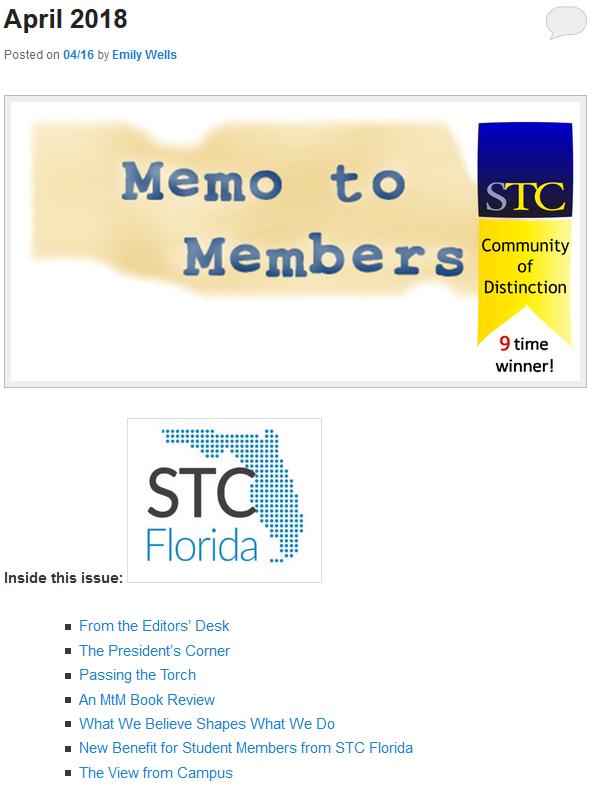 April 2018
Posted on 04/16 by Emily Wells
Memo to
Members
STC
Community
of
Distinction
9 time
winner!
STC
Florida
Inside this issue:
From the Editors’ Desk
The President’s Corner
Passing the Torch
An MtM Book Review
What We Believe Shapes What We Do
New Benefit for Student Members from STC Florida
The View from Campus